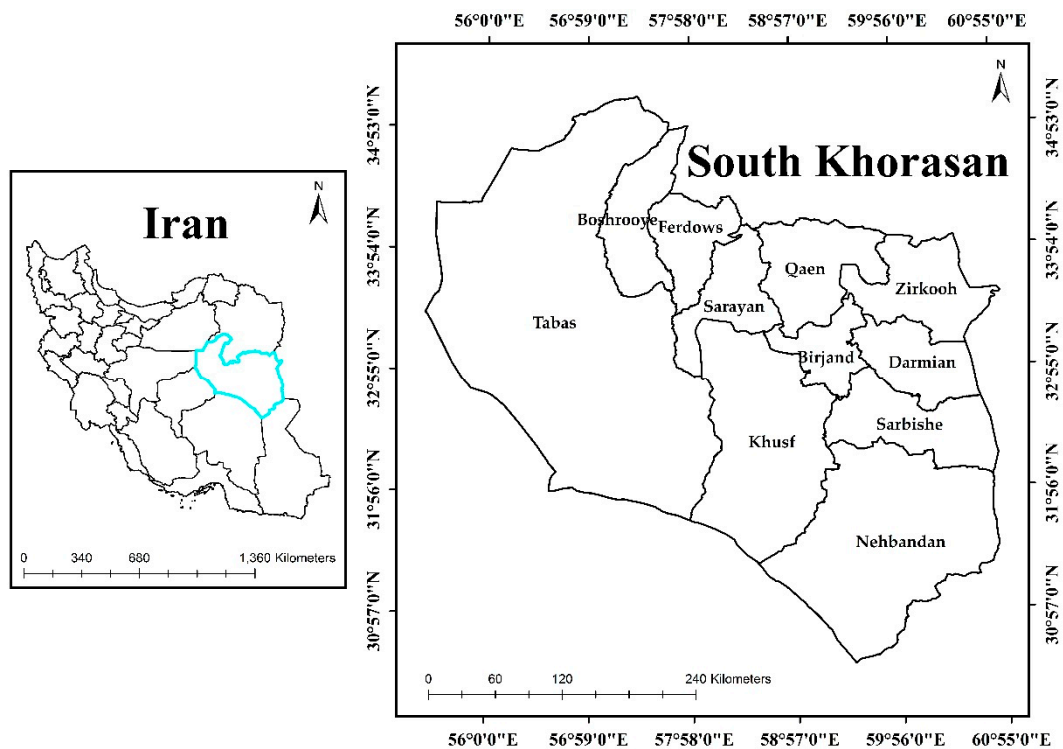 Iran
N
0 340 680 1,360 Kilometers
56°0'0"E 56°59'0"E 57°58'0"E 58°57'0"E 59°56'0"E 60°55'0"E
South Khorasan
N
34°53'0"N
33°54'0"N
32°55'0"N
31°56'0"N
30°57'0"N
Boshrooye
Ferdows
Qaen
Zirkooh
Sarayan
Tabas
Birjand
Darmian
Sarbishe
Khusf
Nehbandan
34°53'0"N
33°54'0"N
32°55'0"N
31°56'0"N
30°57'0"N
0 60 120 240 Kilometers
56°0'0"E 56°59'0"E 57°58'0"E 58°57'0"E 59°56'0"E 60°55'0"E